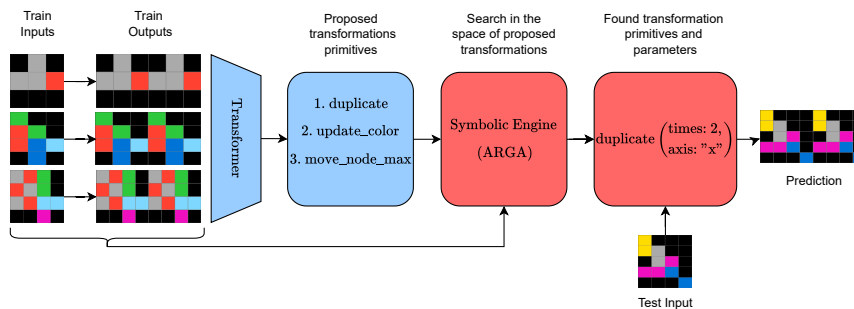 Train
Inputs
Train
Outputs
Proposed
transformations
primitives
Search in the
space of proposed
transformations
Found transformation
primitives and
parameters
Transformer
1. duplicate
2. update_color
3. move_node_max
Symbolic Engine
(ARGA)
duplicate (times: 2,
axis: "x")
Prediction
Test Input